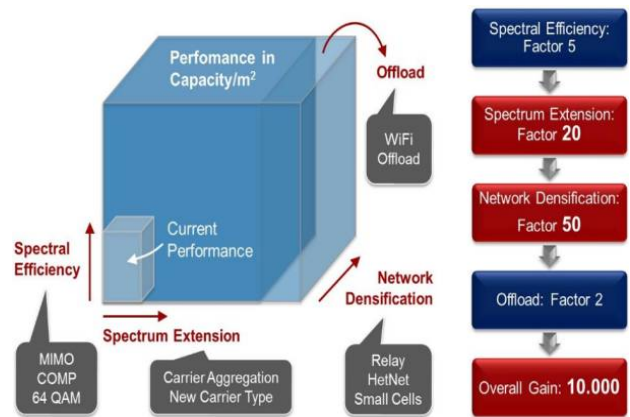 Perfomance in
Capacity/m²
Offload
WiFi
Offload
Current
Performance
Spectral
Efficiency
Network
Densification
Spectrum Extension
MIMO
COMP
64 QAM
Carrier Aggregation
New Carrier Type
Relay
HetNet
Small Cells
Spectral Efficiency:
Factor 5
Spectrum Extension:
Factor 20
Network Densification:
Factor 50
Offload: Factor 2
Overall Gain: 10.000